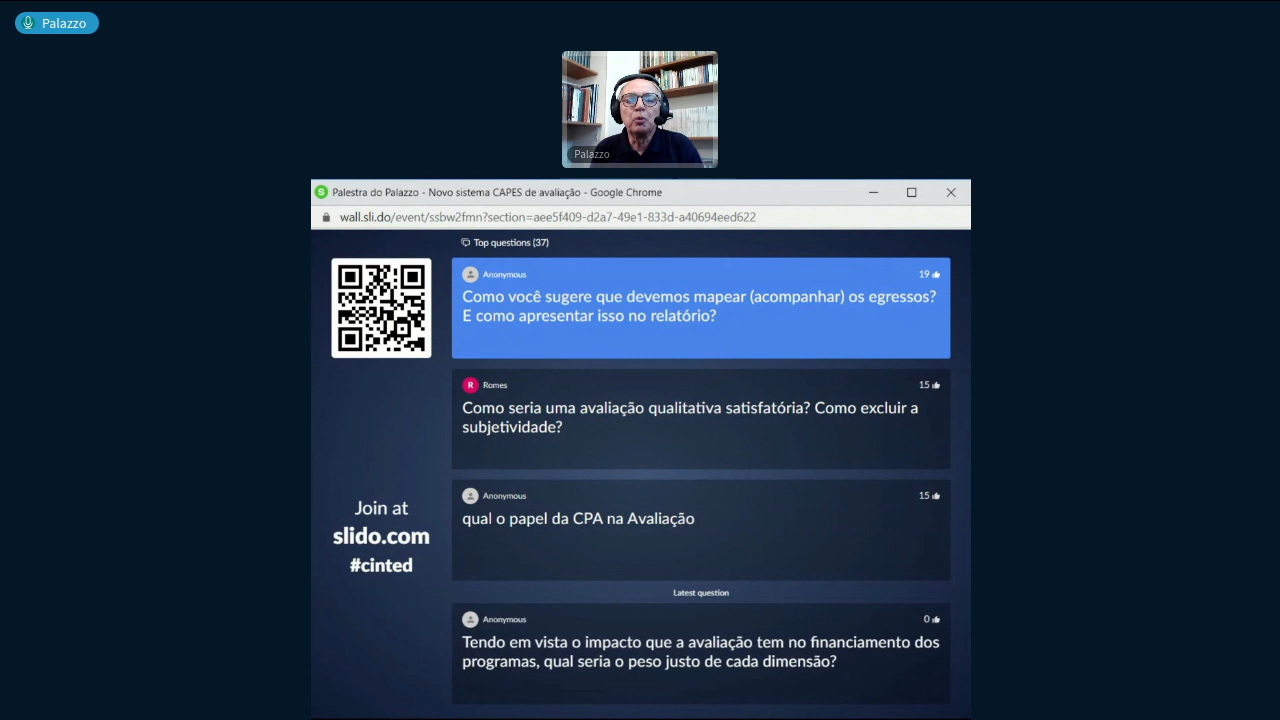 Palazzo
Palazzo
Palestra do Palazzo - Novo sistema CAPES de avaliação - Google Chrome
wall.sli.do/event/ssbw2fmn?section=aee5f409-d2a7-49e1-833d-a40694eed622
Top questions (37)
Anonymous 19
Como você sugere que devemos mapear (acompanhar) os egressos?
E como apresentar isso no relatório?
R Romes 15
Como seria uma avaliação qualitativa satisfatória? Como excluir a
subjetividade?
Anonymous 15
qual o papel da CPA na Avaliação
Join at
slido.com
#cinted
Latest question
Anonymous 0
Tendo em vista o impacto que a avaliação tem no financiamento dos
programas, qual seria o peso justo de cada dimensão?